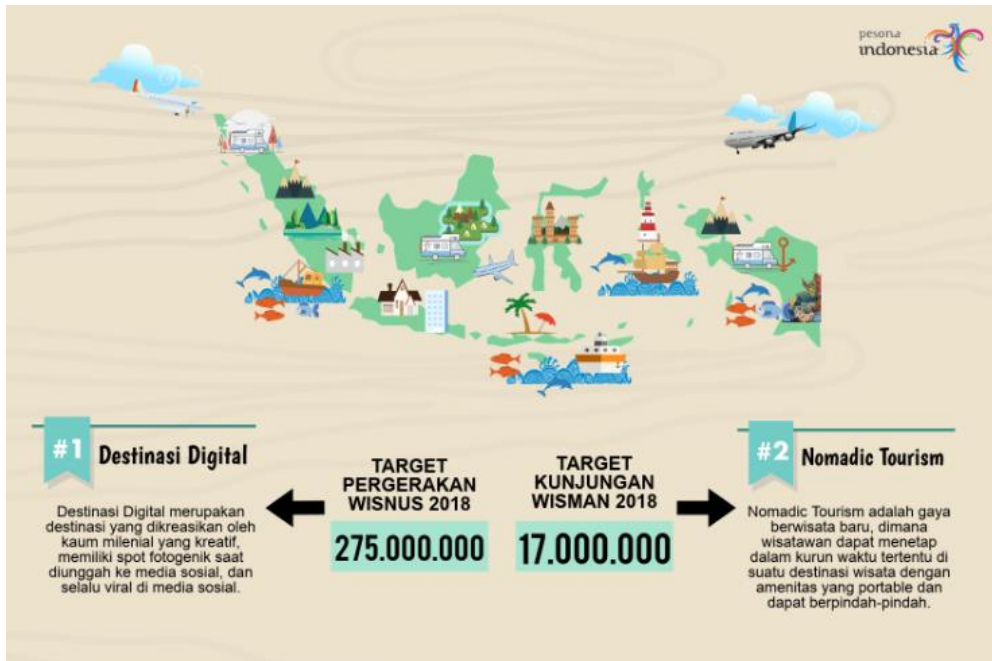 pesona
indonesia
#1
Destinasi Digital
Destinasi Digital merupakan
destinasi yang dikreasikan oleh
kaum milenial yang kreatif,
memiliki spot fotogenik saat
diunggah ke media sosial, dan
selalu viral di media sosial.
TARGET
PERGERAKAN
WISNUS 2018
275.000.000
TARGET
KUNJUNGAN
WISMAN 2018
17.000.000
#2
Nomadic Tourism
Nomadic Tourism adalah gaya
berwisata baru, dimana
wisatawan dapat menetap
dalam kurun waktu tertentu di
suatu destinasi wisata dengan
amenitas yang portable dan
dapat berpindah-pindah.